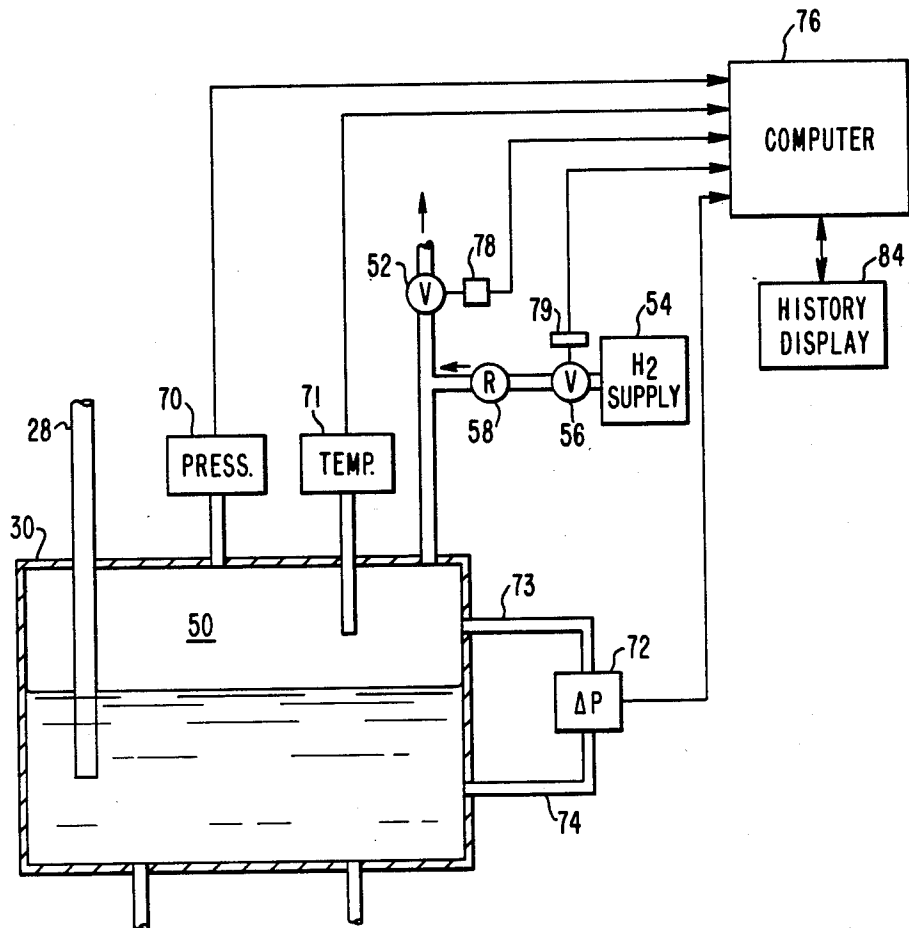 76
COMPUTER
52
78
84
HISTORY
DISPLAY
V
79
54
H2
SUPPLY
R
V
58
56
70
71
28
PRESS.
TEMP.
30
50
73
72
ΔP
74